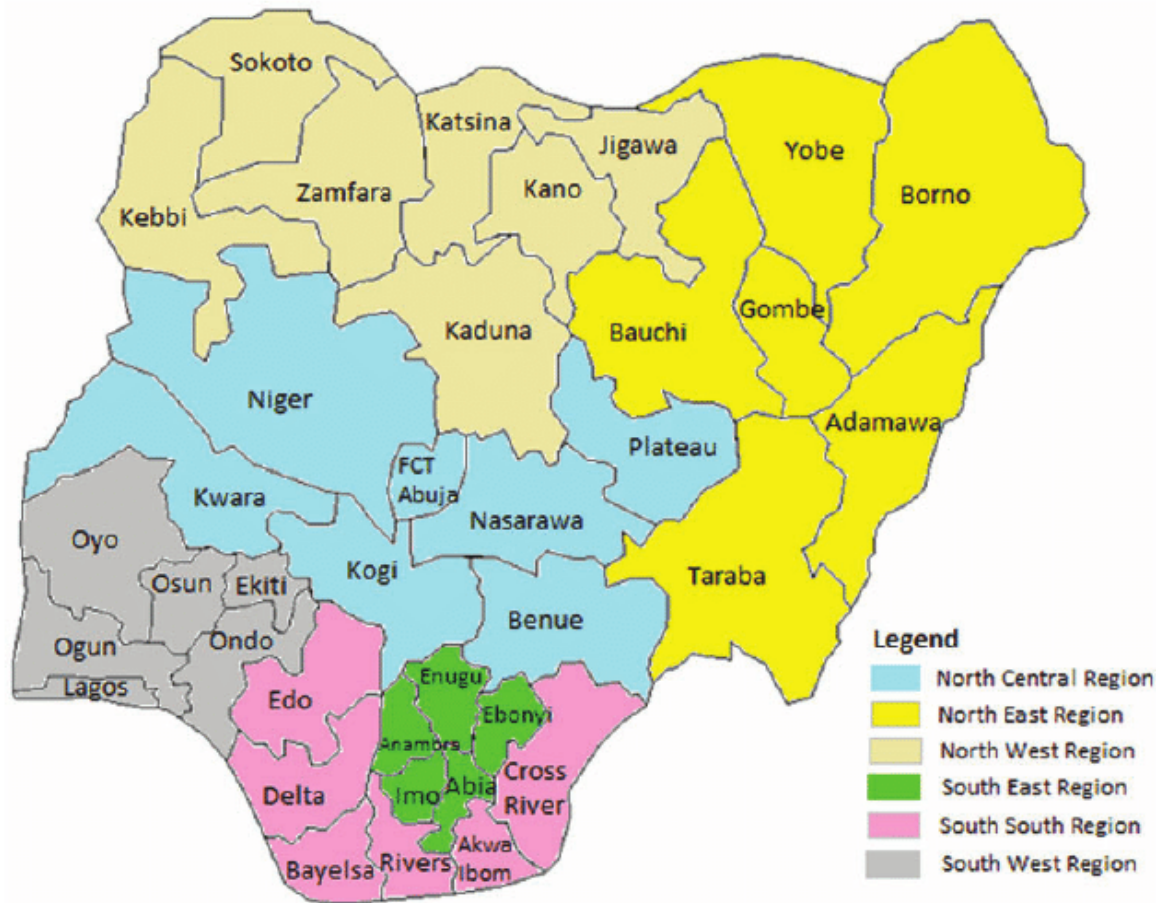 Sokoto
Katsina
Jigawa
Yobe
Kano
Zamfara
Borno
Kebbi
Gombe
Kaduna
Bauchi
Niger
Adamawa
Plateau
FCT
Abuja
Kwara
Nasarawa
Oyo
Kogi
Taraba
Osun
Ekiti
Benue
Ondo
Ogun
Lagos
Enugu
Edo
Ebonyi
Anambrs
Cross
River
Abia
Imo
Delta
Akwa
Ibom
Rivers
Bayelsa
Legend
North Central Region
North East Region
North West Region
South East Region
South South Region
South West Region